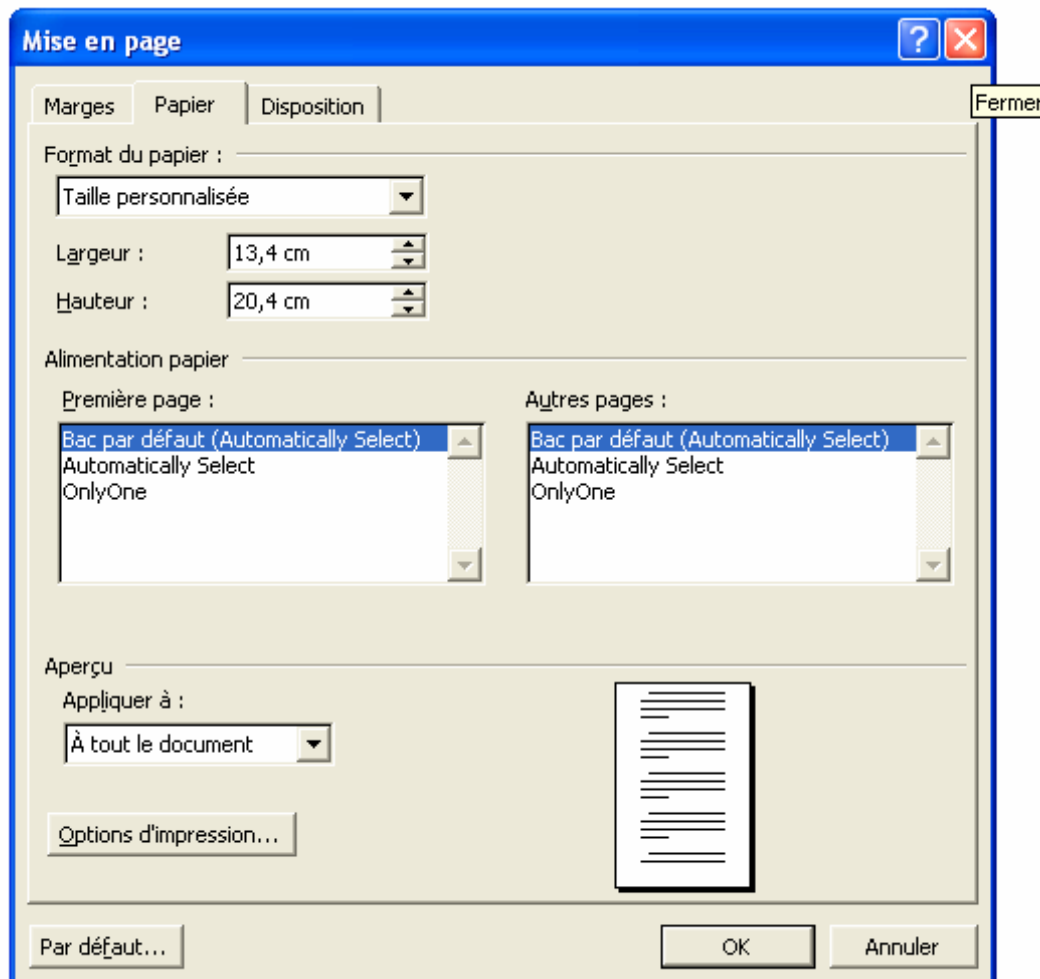 Mise en page
Marges Papier Disposition
Fermer
Format du papier :
Taille personnalisée
Largeur : 13,4 cm
Hauteur : 20,4 cm
Alimentation papier
Première page : Autres pages :
Bac par défaut (Automatically Select) Bac par défaut (Automatically Select)
Automatically Select Automatically Select
OnlyOne OnlyOne
Aperçu
Appliquer à :
À tout le document
Options d'impression...
Par défaut... OK Annuler